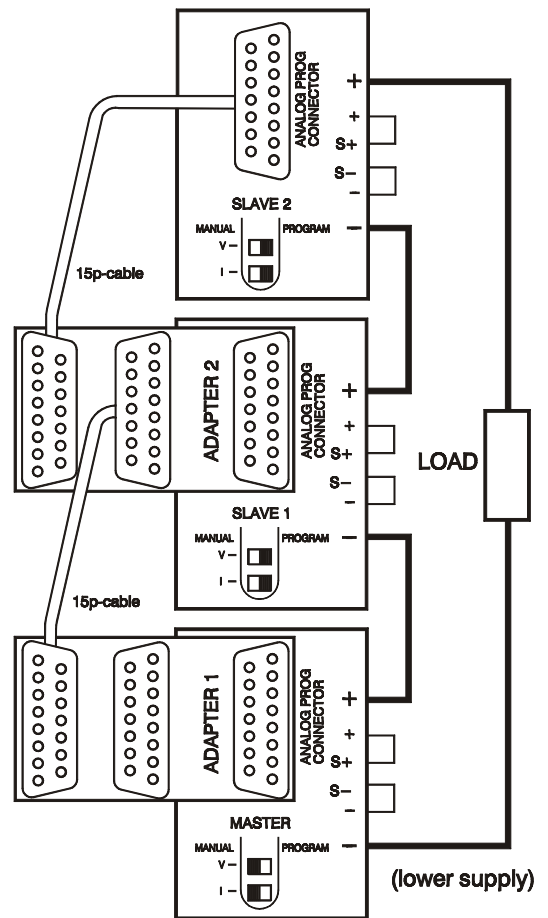 ANALOG PROG
CONNECTOR
+
+
S+
S–
–
SLAVE 2
MANUAL
PROGRAM
–
V –
I –
15p-cable
ADAPTER 2
ANALOG PROG
CONNECTOR
+
+
S+
S–
–
LOAD
SLAVE 1
MANUAL
PROGRAM
–
V –
I –
15p-cable
ADAPTER 1
ANALOG PROG
CONNECTOR
+
+
S+
S–
–
MASTER
MANUAL
PROGRAM
–
V –
I –
(lower supply)